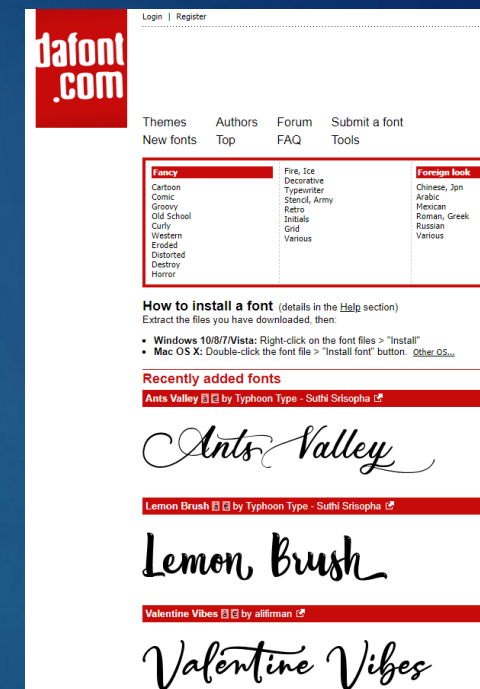 dafont
.com
Login | Register
Themes Authors Forum Submit a font
New fonts Top FAQ Tools
Fancy
Cartoon
Comic
Groovy
Old School
Curly
Western
Eroded
Distorted
Destroy
Horror
Fire, Ice
Decorative
Typewriter
Stencil, Army
Retro
Initials
Grid
Various
Foreign look
Chinese, Jpn
Arabic
Mexican
Roman, Greek
Russian
Various
How to install a font (details in the Help section)
Extract the files you have downloaded, then:
• Windows 10/8/7/Vista: Right-click on the font files > "Install"
• Mac OS X: Double-click the font file > "Install font" button. Other OS...
Recently added fonts
Ants Valley à € by Typhoon Type - Suthi Srisopha
Ants Valley
Lemon Brush à € by Typhoon Type - Suthi Srisopha
Lemon Brush
Valentine Vibes à € by alifirman
Valentine Vibes